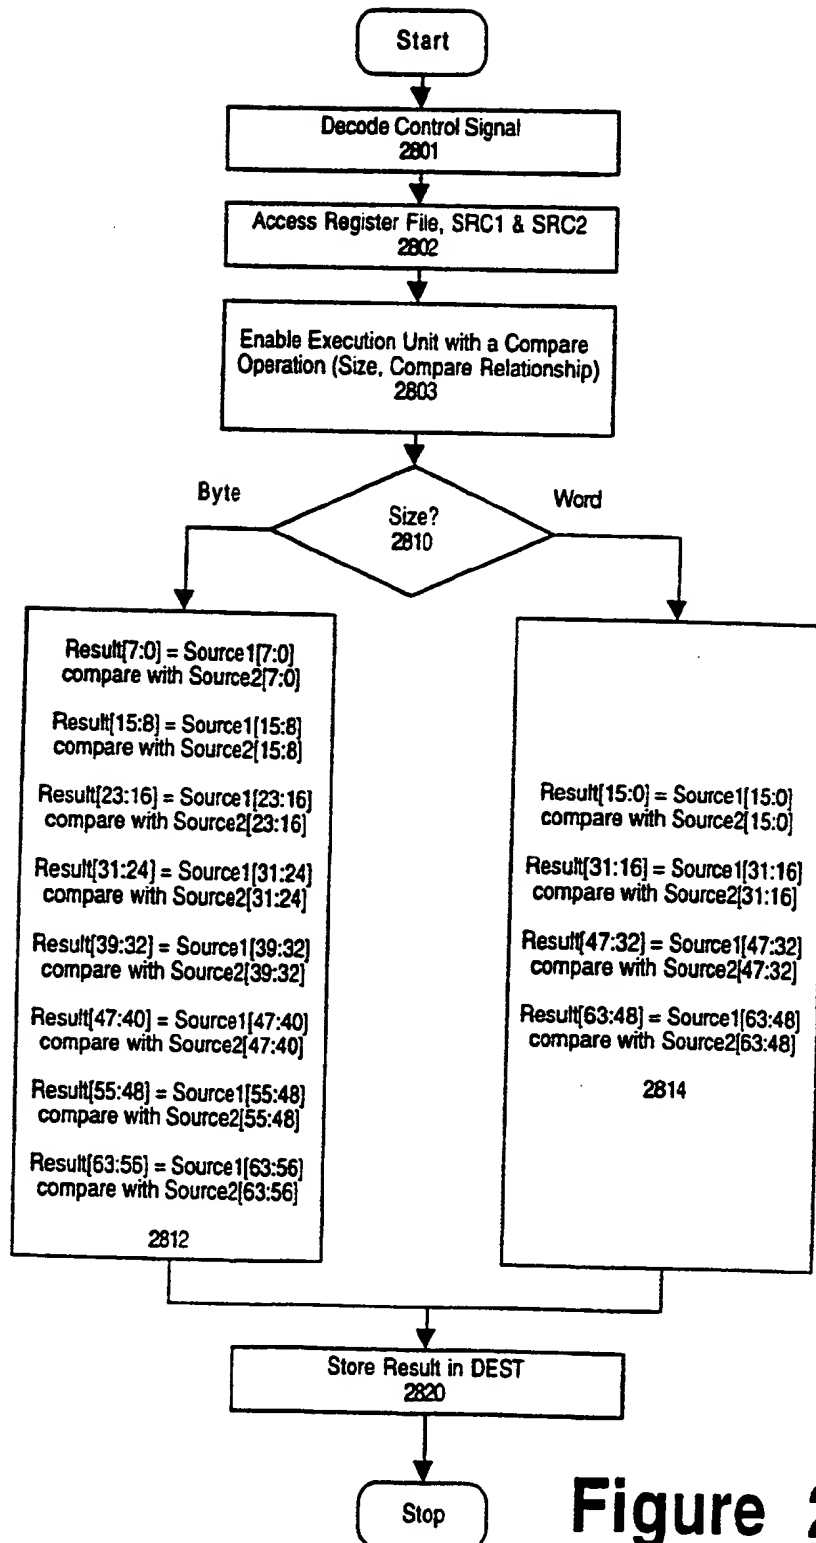 Start
Decode Control Signal
2801
Access Register File, SRC1 & SRC2
2802
Enable Execution Unit with a Compare
Operation (Size, Compare Relationship)
2803
Byte
Size?
2810
Word
Result[7:0] = Source1[7:0]
compare with Source2[7:0]
Result[15:8] = Source1[15:8]
compare with Source2[15:8]
Result[23:16] = Source1[23:16]
compare with Source2[23:16]
Result[31:24] = Source1[31:24]
compare with Source2[31:24]
Result[39:32] = Source1[39:32]
compare with Source2[39:32]
Result[47:40] = Source1[47:40]
compare with Source2[47:40]
Result[55:48] = Source1[55:48]
compare with Source2[55:48]
Result[63:56] = Source1[63:56]
compare with Source2[63:56]
2812
Result[15:0] = Source1[15:0]
compare with Source2[15:0]
Result[31:16] = Source1[31:16]
compare with Source2[31:16]
Result[47:32] = Source1[47:32]
compare with Source2[47:32]
Result[63:48] = Source1[63:48]
compare with Source2[63:48]
2814
Store Result in DEST
2820
Stop
Figure